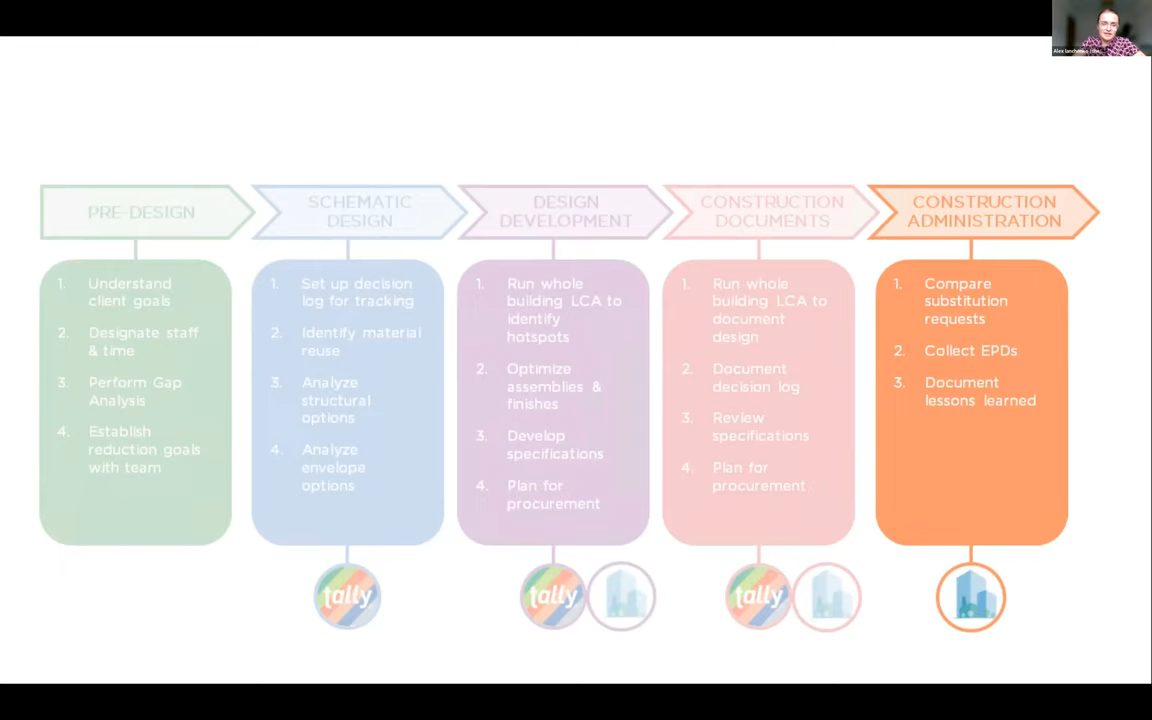 Alex Ianchenko
PRE-DESIGN
SCHEMATIC
DESIGN
DESIGN
DEVELOPMENT
CONSTRUCTION
DOCUMENTS
CONSTRUCTION
ADMINISTRATION
1. Understand
client goals
2. Designate staff
& time
3. Perform Gap
Analysis
4. Establish
reduction goals
with team
1. Set up decision
log for tracking
2. Identify material
reuse
3. Analyze
structural
options
4. Analyze
envelope
options
1. Run whole
building LCA to
identify
hotspots
2. Optimize
assemblies &
finishes
3. Develop
specifications
4. Plan for
procurement
1. Run whole
building LCA to
document
design
2. Document
decision log
3. Review
specifications
4. Plan for
procurement
1. Compare
substitution
requests
2. Collect EPDs
3. Document
lessons learned
tally
tally
tally